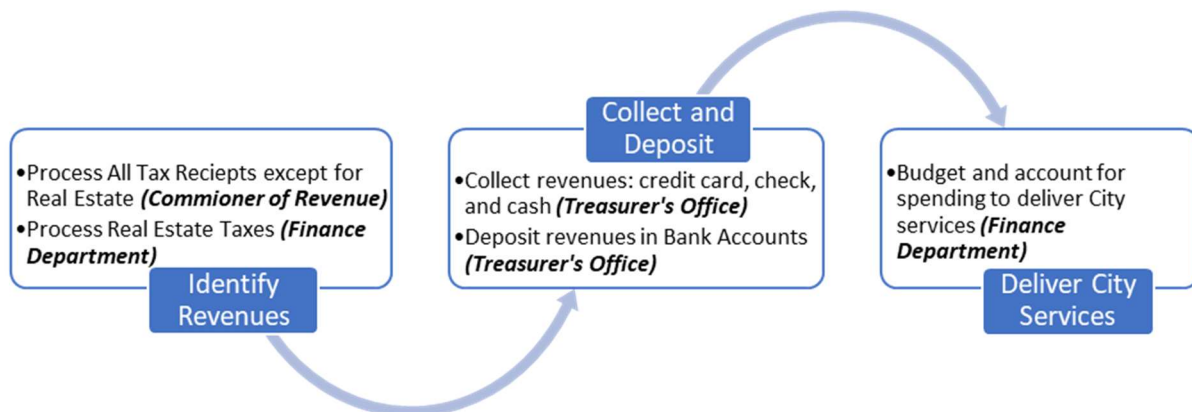 •Process All Tax Reciepts except for
Real Estate (Commioner of Revenue)
•Process Real Estate Taxes (Finance
Department)
Identify
Revenues
Collect and
Deposit
•Collect revenues: credit card, check,
and cash (Treasurer's Office)
•Deposit revenues in Bank Accounts
(Treasurer's Office)
•Budget and account for
spending to deliver City
services (Finance
Department)
Deliver City
Services